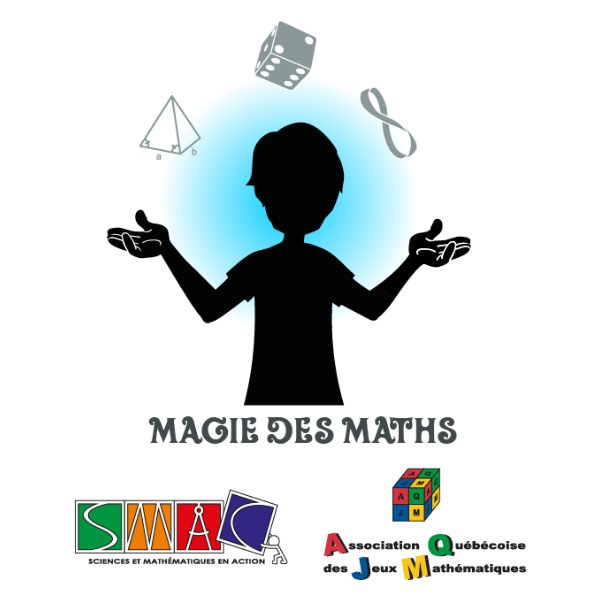 a b
MAGIE DES MATHS
SMAC
SCIENCES ET MATHÉMATIQUES EN ACTION
A Q
J M
Association Québécoise
des Jeux Mathématiques